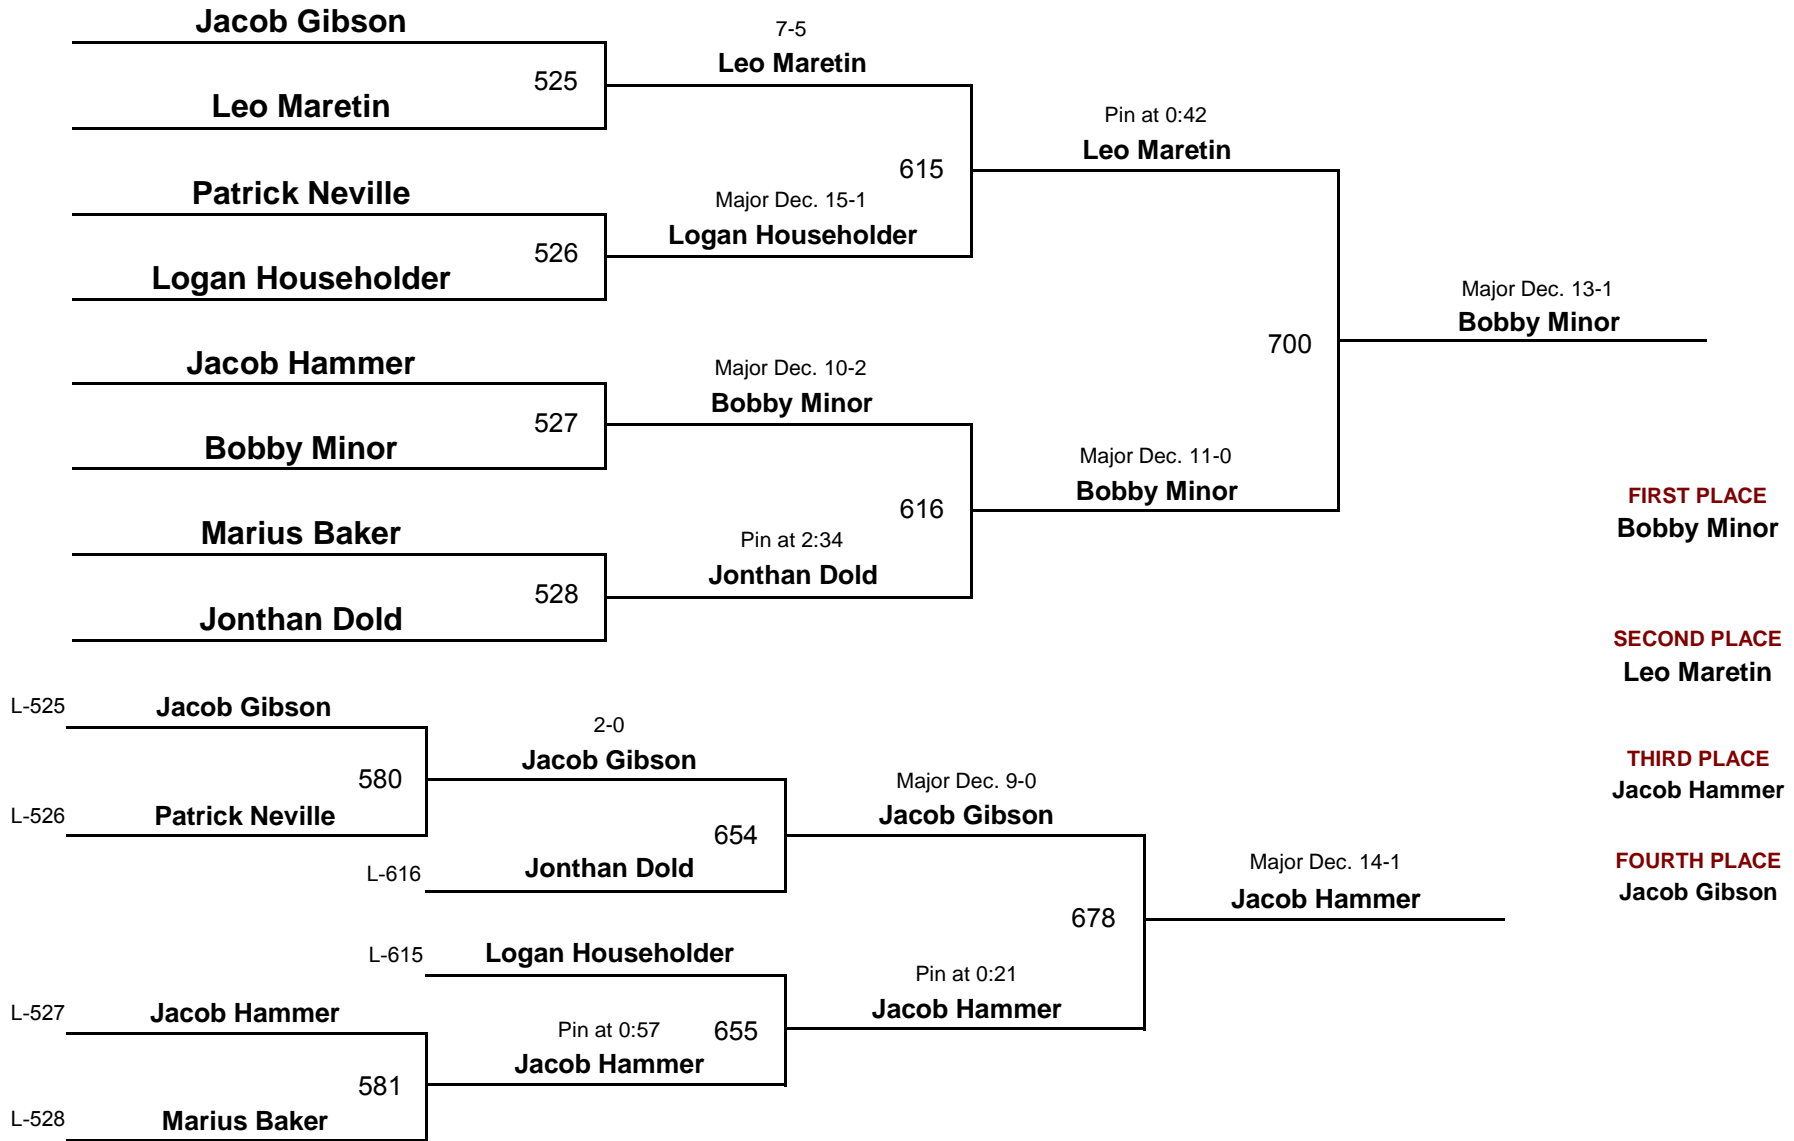 Jacob Gibson
7-5
525
Leo Maretin
Leo Maretin
Pin at 0:42
Leo Maretin
615
Patrick Neville
Major Dec. 15-1
526
Logan Householder
Logan Householder
Major Dec. 13-1
Bobby Minor
700
Jacob Hammer
Major Dec. 10-2
527
Bobby Minor
Bobby Minor
Major Dec. 11-0
Bobby Minor
616
FIRST PLACE
Bobby Minor
Marius Baker
Pin at 2:34
528
Jonthan Dold
Jonthan Dold
SECOND PLACE
Leo Maretin
L-525 Jacob Gibson
2-0
580
Jacob Gibson
L-526 Patrick Neville
Major Dec. 9-0
Jacob Gibson
654
THIRD PLACE
Jacob Hammer
L-616 Jonthan Dold
Major Dec. 14-1
Jacob Hammer
678
FOURTH PLACE
Jacob Gibson
L-615 Logan Householder
Pin at 0:21
Jacob Hammer
L-527 Jacob Hammer
Pin at 0:57
655
Jacob Hammer
581
L-528 Marius Baker